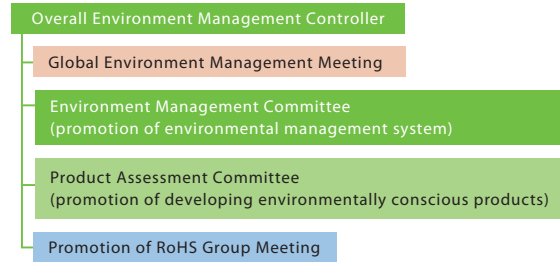 Overall Environment Management Controller
Global Environment Management Meeting
Environment Management Committee
(promotion of environmental management system)
Product Assessment Committee
(promotion of developing environmentally conscious products)
Promotion of RoHS Group Meeting